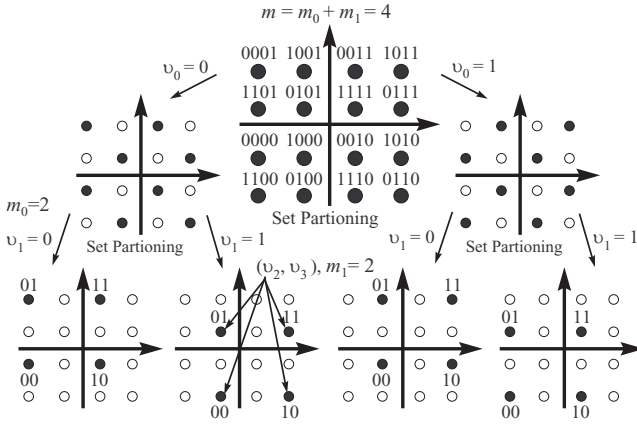 m = m₀ + m₁ = 4
υ₀ = 0
0001 1001 0011 1011
υ₀ = 1
1101 0101 1111 0111
0000 1000 0010 1010
1100 0100 1110 0110
Set Partioning
m₀=2
υ₁ = 0
Set Partioning
υ₁ = 1
υ₁ = 0
Set Partioning
υ₁ = 1
(υ₂, υ₃), m₁= 2
01 11
00 10
01 11
00 10
01 11
00 10
01 11
00 10